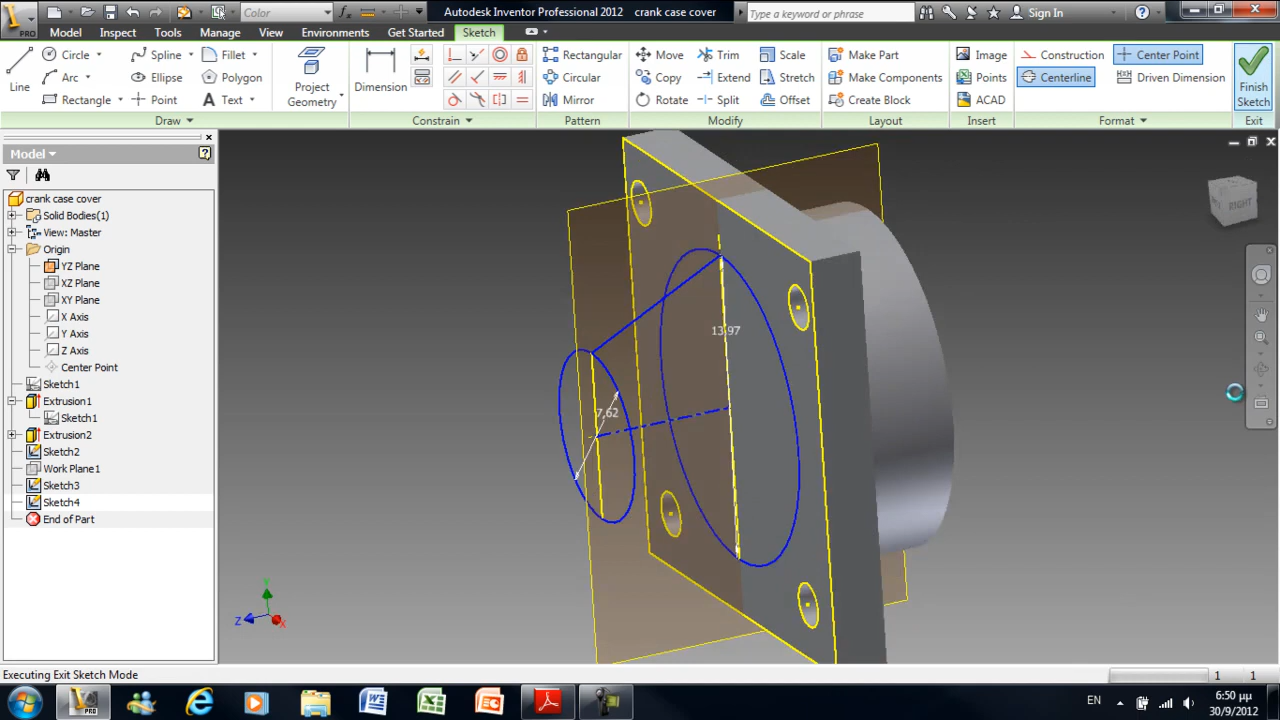 PRO
Color
Autodesk Inventor Professional 2012 crank case cover
Type a keyword or phrase
Sign In
Model Inspect Tools Manage View Environments Get Started Sketch
Line
Circle
Arc
Rectangle
Spline
Ellipse
Point
Fillet
Polygon
Text
Project
Geometry
Dimension
Rectangular
Circular
Mirror
Move
Copy
Rotate
Trim
Extend
Split
Scale
Stretch
Offset
Make Part
Make Components
Create Block
Image
Points
ACAD
Construction
Centerline
Center Point
Driven Dimension
Finish
Sketch
Draw
Constrain
Pattern
Modify
Layout
Insert
Format
Exit
Model
crank case cover
Solid Bodies(1)
View: Master
Origin
YZ Plane
XZ Plane
XY Plane
X Axis
Y Axis
Z Axis
Center Point
Sketch1
Extrusion1
Sketch1
Extrusion2
Sketch2
Work Plane1
Sketch3
Sketch4
End of Part
13,97
7,62
RIGHT
Y
Z
X
Executing Exit Sketch Mode
1 1
PRO
EN
6:50 μμ
30/9/2012